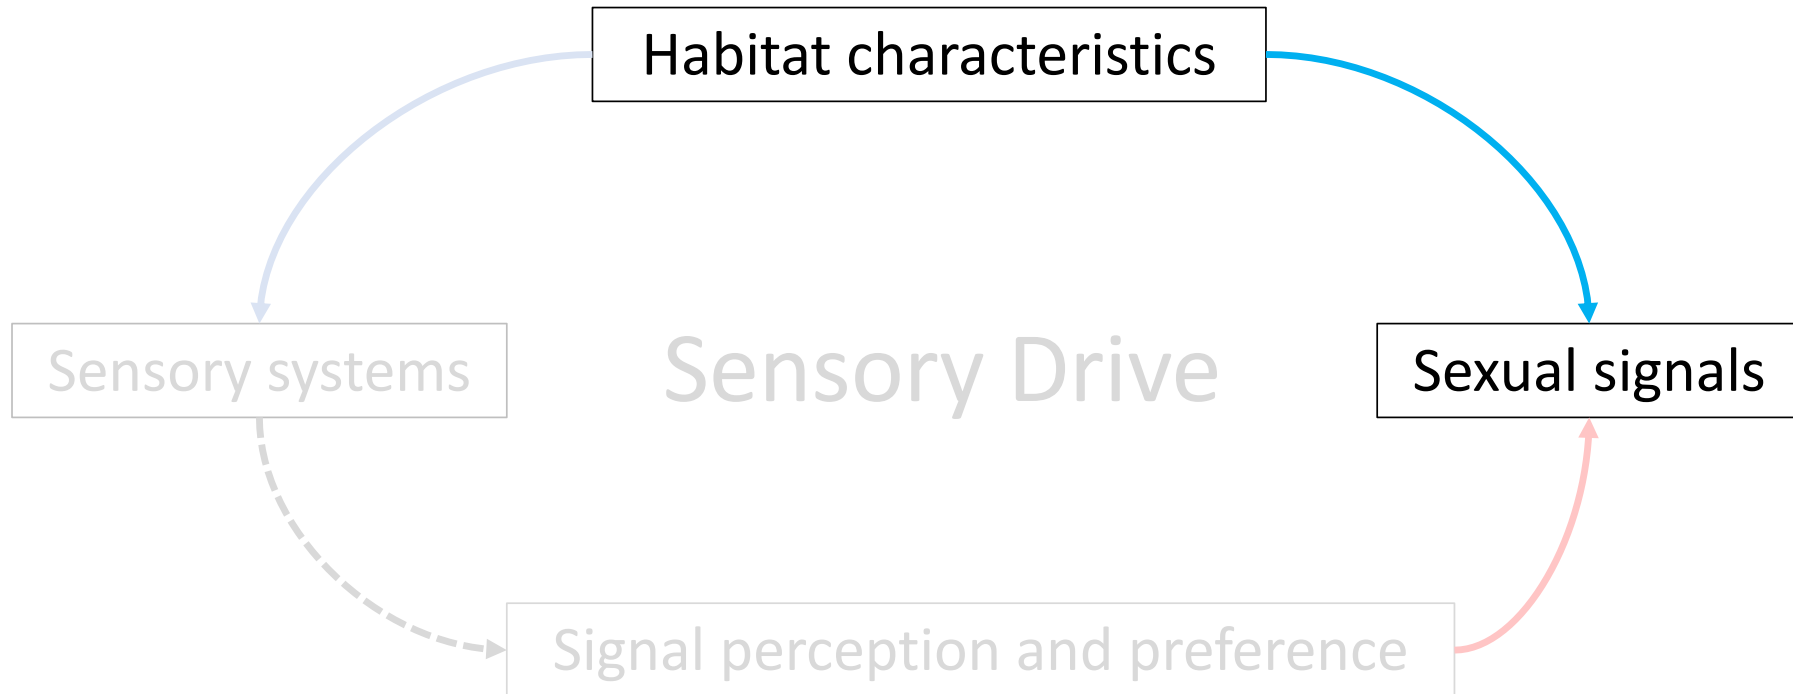 Habitat characteristics
Sensory systems
Sensory Drive
Sexual signals
Signal perception and preference